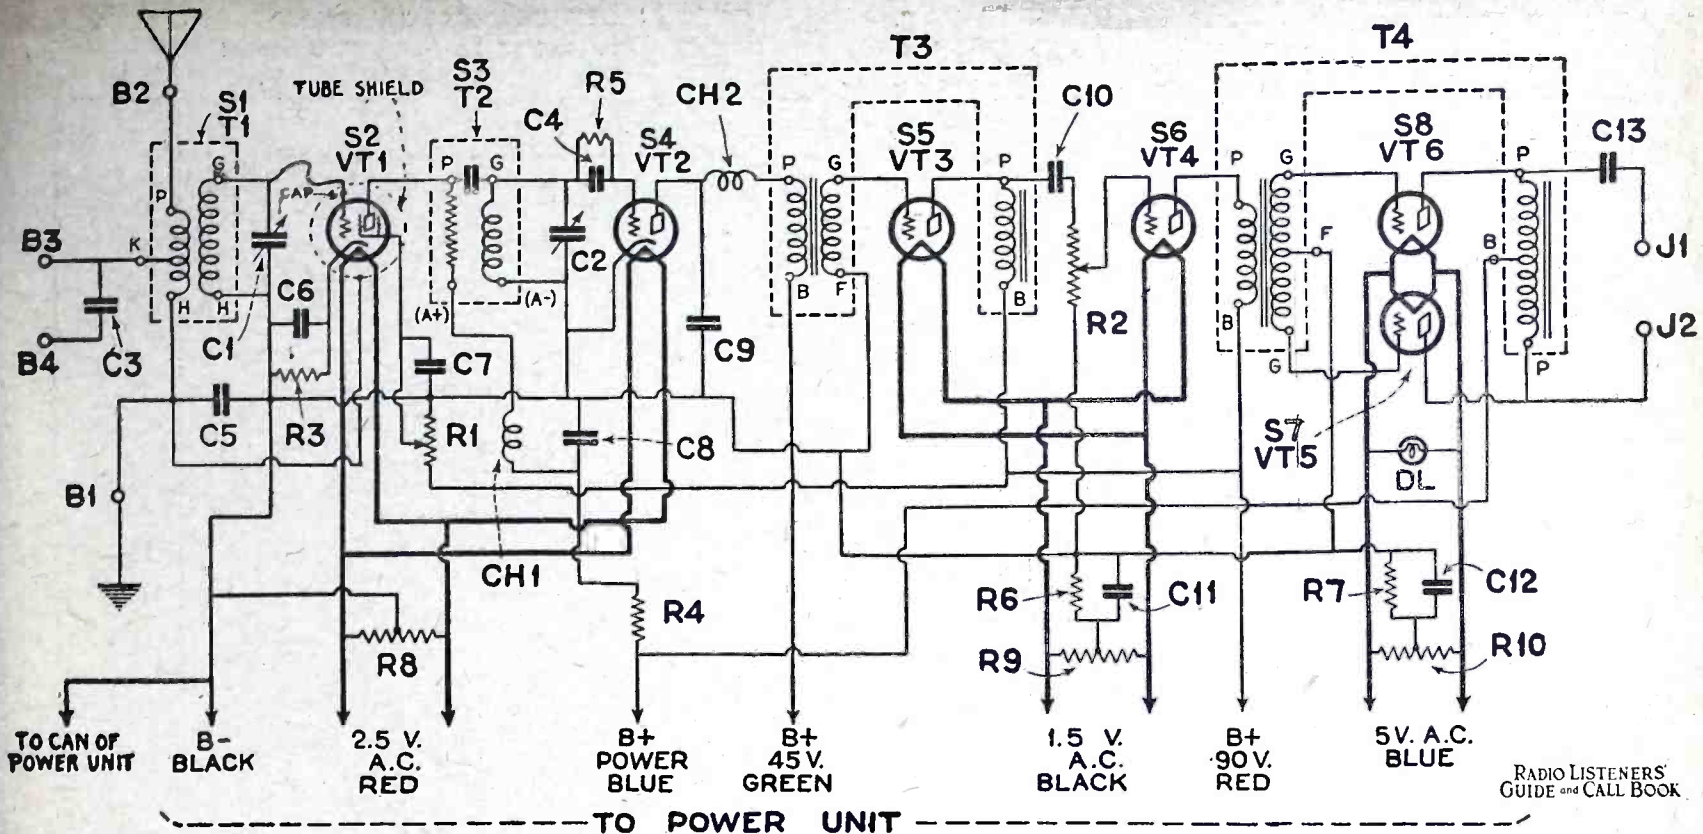 T3
T4
B2
S1
T1
TUBE SHIELD
S3
T2
R5
CH2
C10
C13
S2
VT1
C4
S4
VT2
S5
VT3
S6
VT4
S8
VT6
P
G
CAP
P
G
P
G
P
P
G
P
B3
K
F
B
J1
C1
C6
H
H
(A+)
(A-)
C2
B
F
B
R2
B
J2
B4
C3
C7
C9
G
P
C5
R3
R1
C8
S7
VT5
B1
DL
CH1
R4
R6
C11
R7
C12
R8
R9
R10
TO CAN OF
POWER UNIT
B-
BLACK
2.5 V.
A.C.
RED
B+
POWER
BLUE
B+
45V.
GREEN
1.5 V.
A.C.
BLACK
B+
90V.
RED
5V. A.C.
BLUE
RADIO LISTENERS'
GUIDE and CALL BOOK
TO POWER UNIT